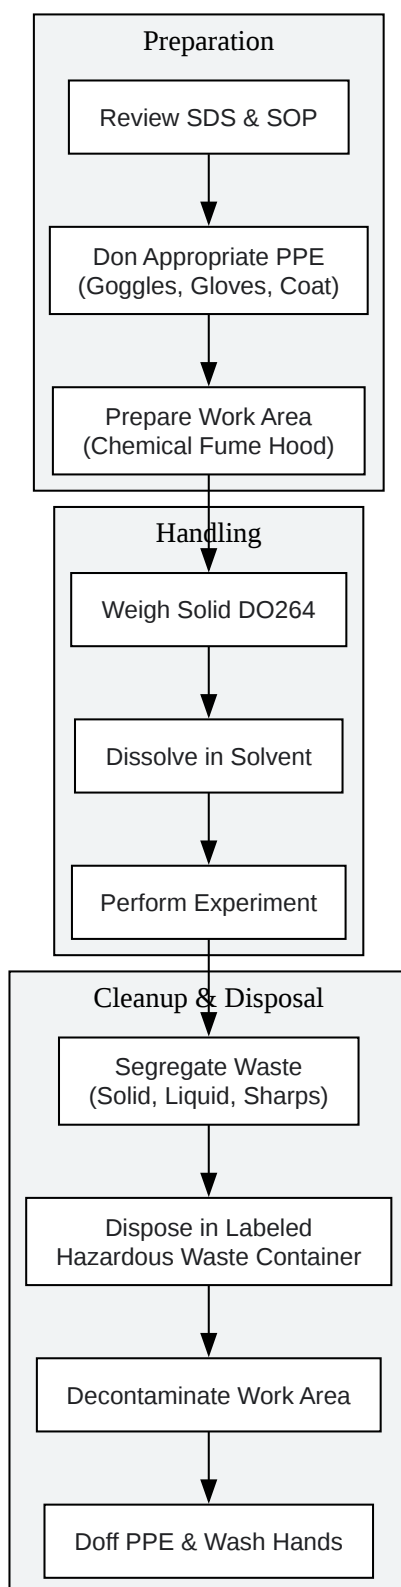 Preparation
Review SDS & SOP
Don Appropriate PPE
(Goggles, Gloves, Coat)
Prepare Work Area
(Chemical Fume Hood)
Handling
Weigh Solid DO264
Dissolve in Solvent
Perform Experiment
Cleanup & Disposal
Segregate Waste
(Solid, Liquid, Sharps)
Dispose in Labeled
Hazardous Waste Container
Decontaminate Work Area
Doff PPE & Wash Hands